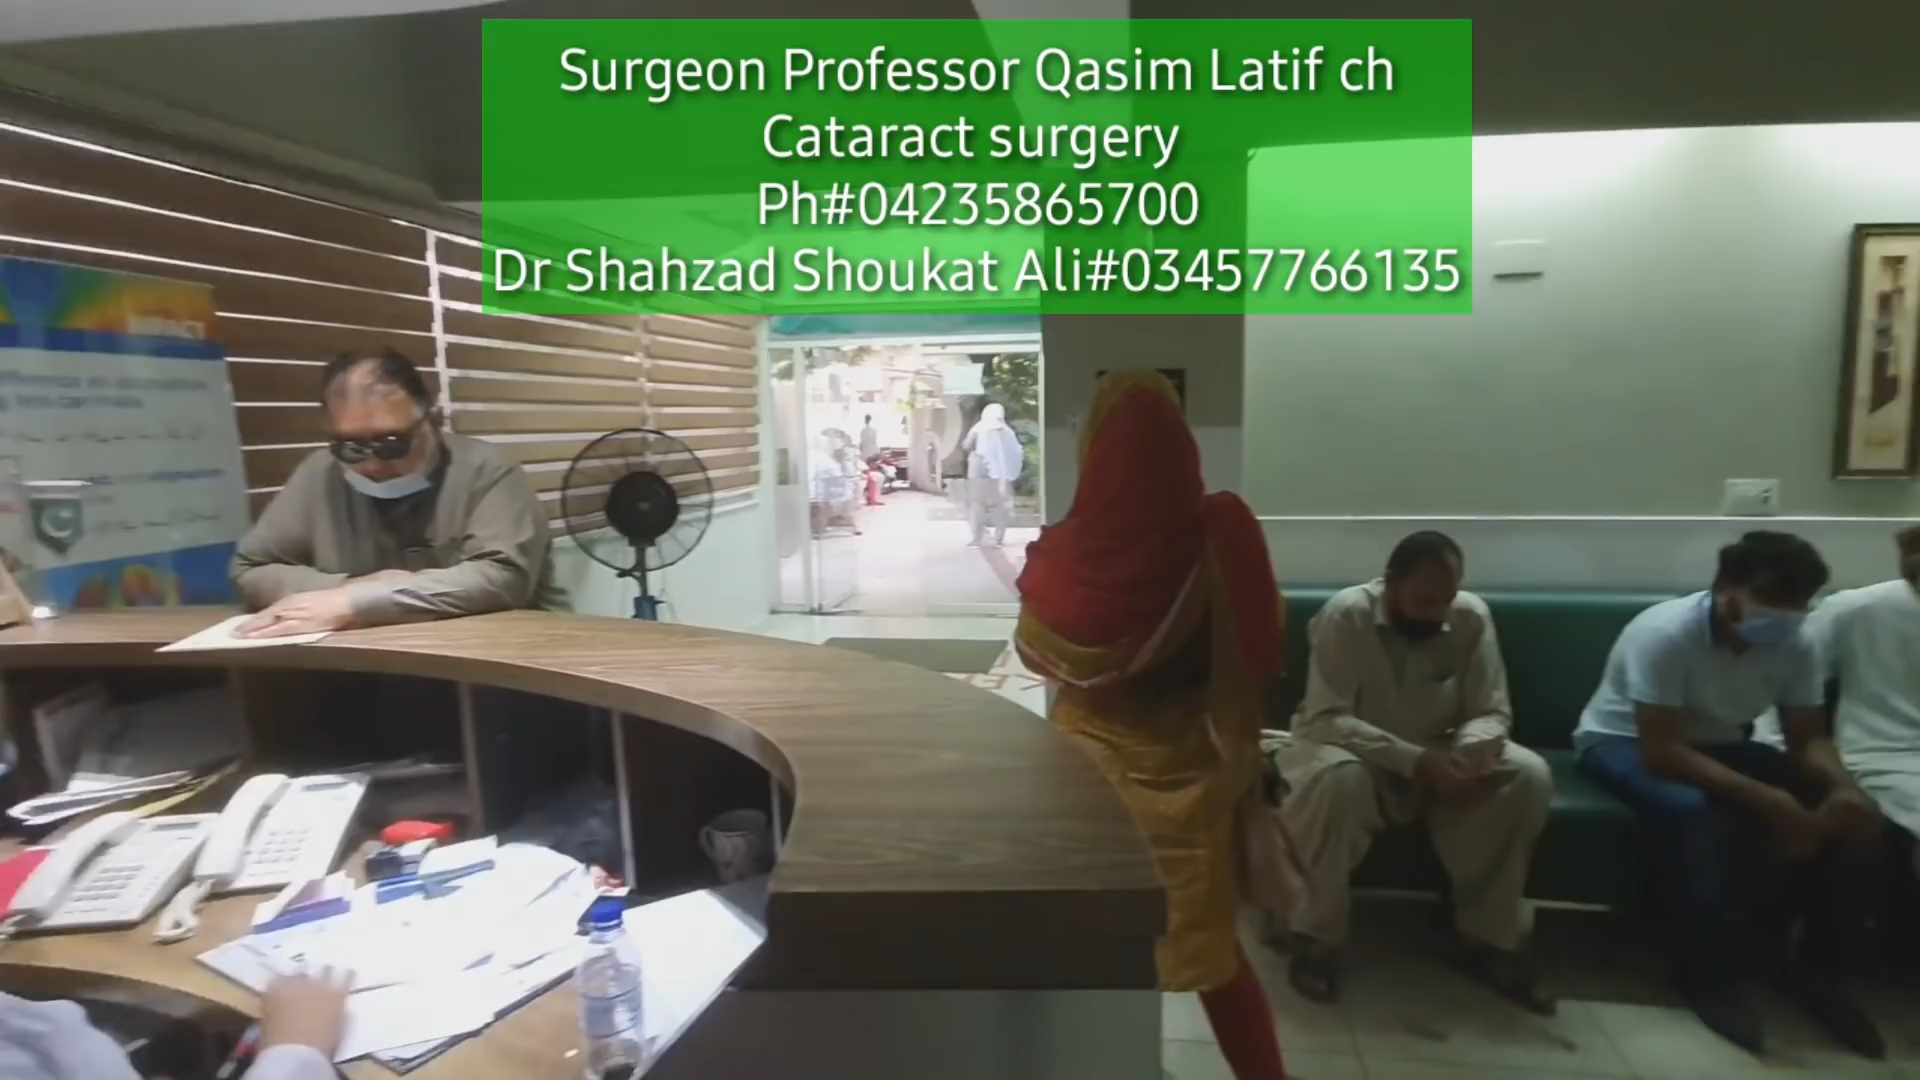 Surgeon Professor Qasim Latif ch
Cataract surgery
Ph#04235865700
Dr Shahzad Shoukat Ali#03457766135